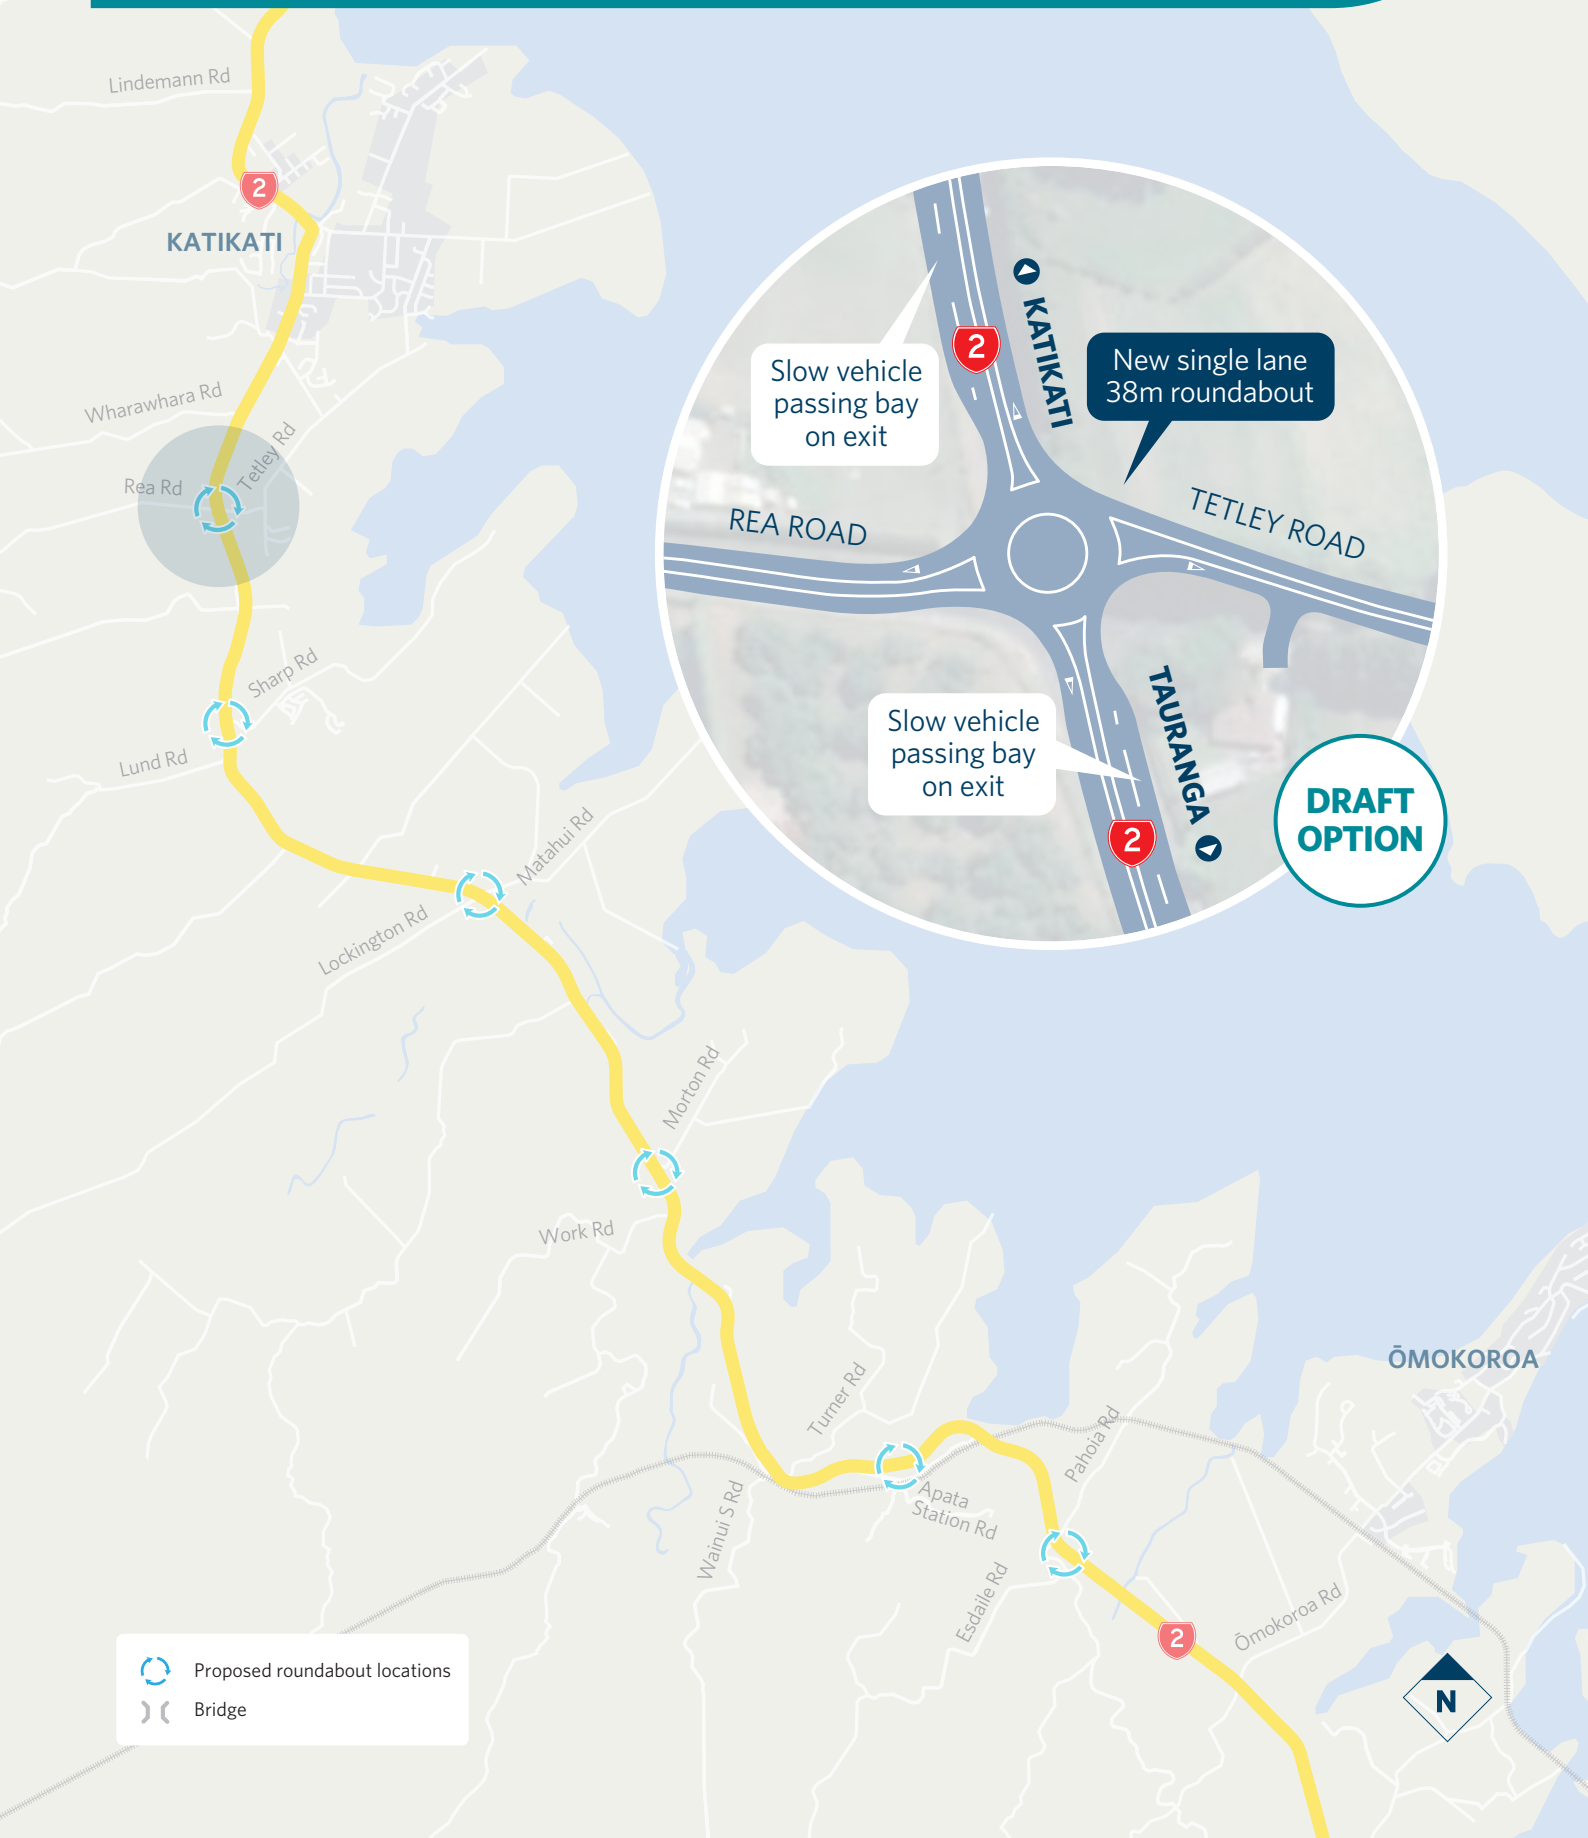 Lindemann Rd
2
KATIKATI
Wharawhara Rd
Tetley Rd
Rea Rd
Sharp Rd
Lund Rd
Matahui Rd
Lockington Rd
Morton Rd
Work Rd
Turner Rd
Apata
Station Rd
Wainui S Rd
Pahoia Rd
Esdaile Rd
2
Ōmokoroa Rd
ŌMOKOROA
KATIKATI
2
Slow vehicle
passing bay
on exit
New single lane
38m roundabout
REA ROAD
TETLEY ROAD
Slow vehicle
passing bay
on exit
TAURANGA
2
DRAFT
OPTION
Proposed roundabout locations
Bridge
N